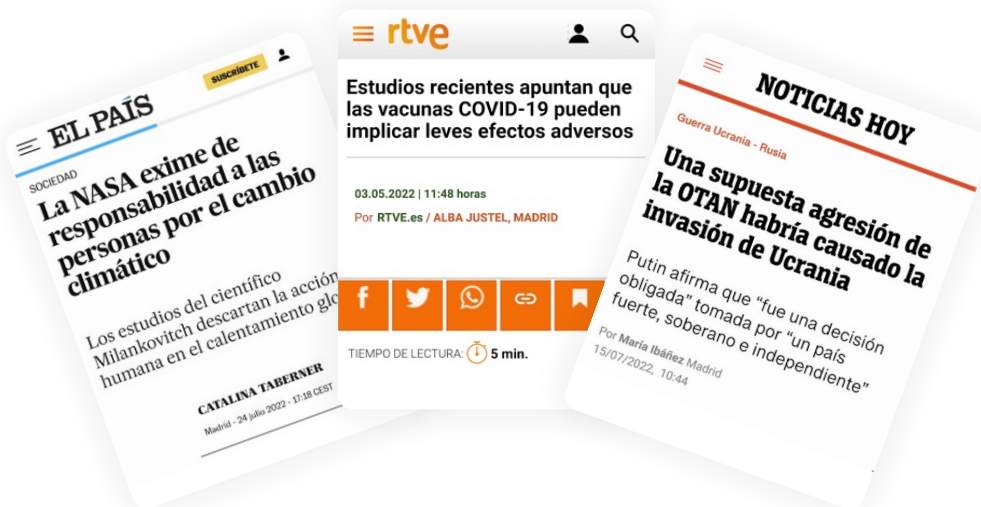 SUSCRÍBETE
EL PAÍS
SOCIEDAD
La NASA exime de
responsabilidad a las
personas por el cambio
climático
Los estudios del científico
Milankovitch descartan la acción
humana en el calentamiento glo
CATALINA TABERNER
Madrid - 24 julio 2022 - 17:18 CEST
rtve
Estudios recientes apuntan que
las vacunas COVID-19 pueden
implicar leves efectos adversos
03.05.2022 | 11:48 horas
Por RTVE.es / ALBA JUSTEL, MADRID
TIEMPO DE LECTURA: 5 min.
NOTICIAS HOY
Guerra Ucrania - Rusia
Una supuesta agresión de
la OTAN habría causado la
invasión de Ucrania
Putin afirma que “fue una decisión
obligada” tomada por “un país
fuerte, soberano e independiente”
Por María Ibáñez Madrid
15/07/2022, 10:44